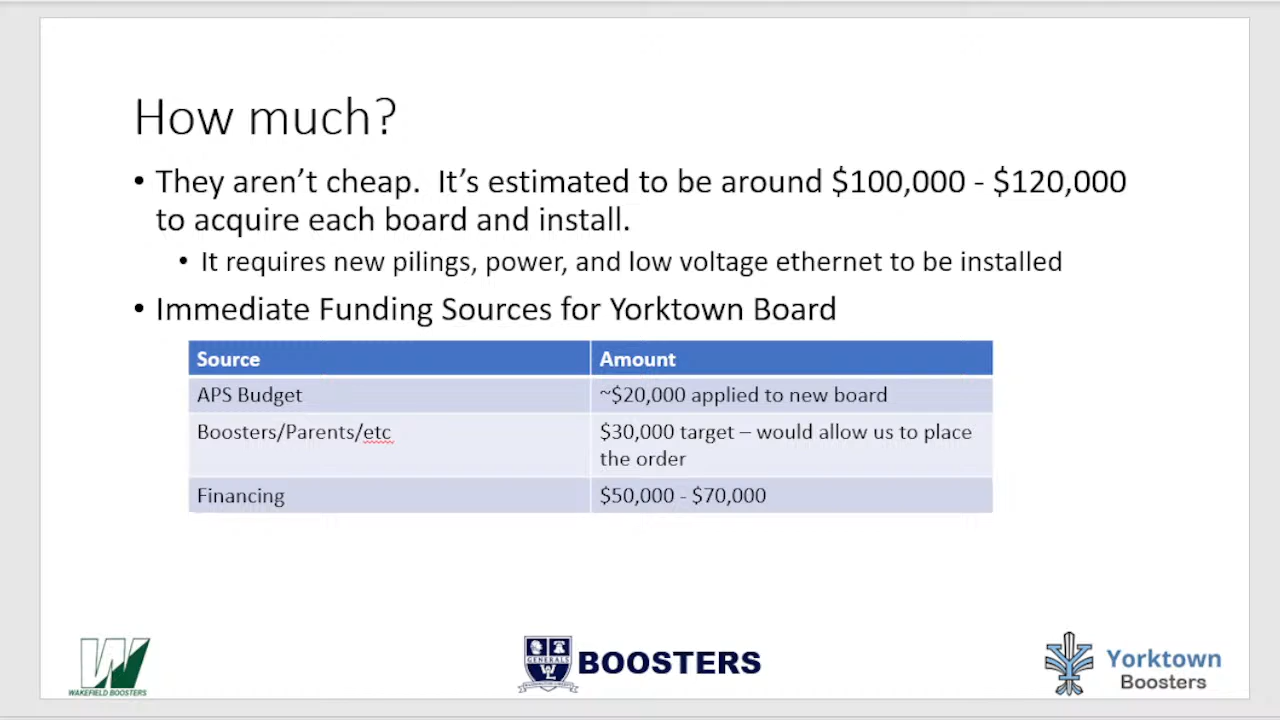 How much?
• They aren’t cheap.  It’s estimated to be around $100,000 - $120,000
to acquire each board and install.
• It requires new pilings, power, and low voltage ethernet to be installed
• Immediate Funding Sources for Yorktown Board
Source Amount
APS Budget ~$20,000 applied to new board
Boosters/Parents/etc $30,000 target – would allow us to place
the order
Financing $50,000 - $70,000
W
WAKEFIELD BOOSTERS
GENERALS
WL
BOOSTERS
Yorktown
Boosters